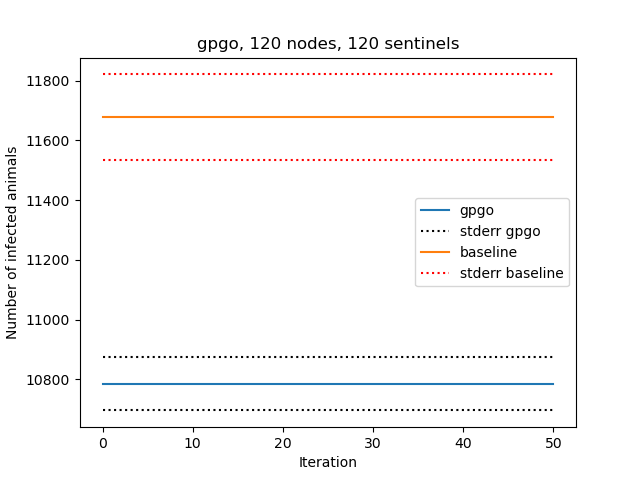 gpgo, 120 nodes, 120 sentinels
Number of infected animals
11800
11600
11400
11200
11000
10800
gpgo
stderr gpgo
baseline
stderr baseline
0 10 20 30 40 50
Iteration